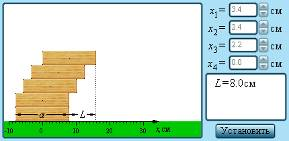 x1= 3.4 см
x2= 3.4 см
x3= 2.2 см
x4= 0.0 см
L=8.0см
a L
-10 0 10 20 30 x, см
Установить